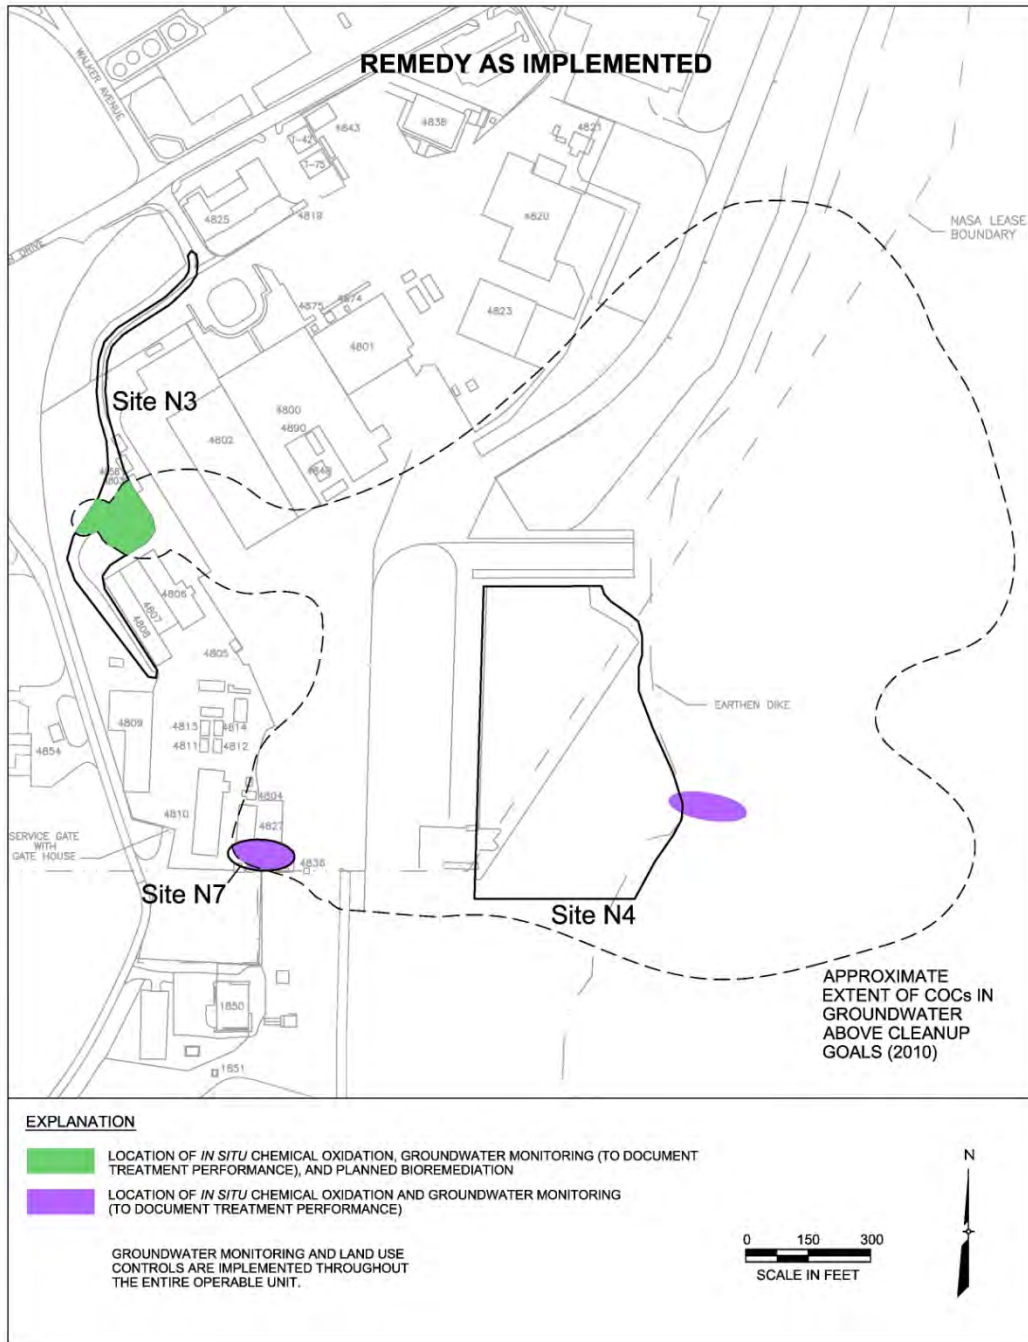 REMEDY AS IMPLEMENTED
WALKER AVENUE
4843
4838
4821
4825
4819
4820
NASA LEASE
BOUNDARY
DRIVE
4875
4874
4823
4801
Site N3
4800
4890
4802
4848
4806
4807
4808
4805
EARTHEN DIKE
4809
4813
4814
4811
4812
4854
4804
4810
4827
SERVICE GATE
WITH
GATE HOUSE
4836
Site N7
Site N4
APPROXIMATE
EXTENT OF COCs IN
GROUNDWATER
ABOVE CLEANUP
GOALS (2010)
1850
1851
EXPLANATION
LOCATION OF IN SITU CHEMICAL OXIDATION, GROUNDWATER MONITORING (TO DOCUMENT
TREATMENT PERFORMANCE), AND PLANNED BIOREMEDIATION
LOCATION OF IN SITU CHEMICAL OXIDATION AND GROUNDWATER MONITORING
(TO DOCUMENT TREATMENT PERFORMANCE)
GROUNDWATER MONITORING AND LAND USE
CONTROLS ARE IMPLEMENTED THROUGHOUT
THE ENTIRE OPERABLE UNIT.
0 150 300
SCALE IN FEET
N